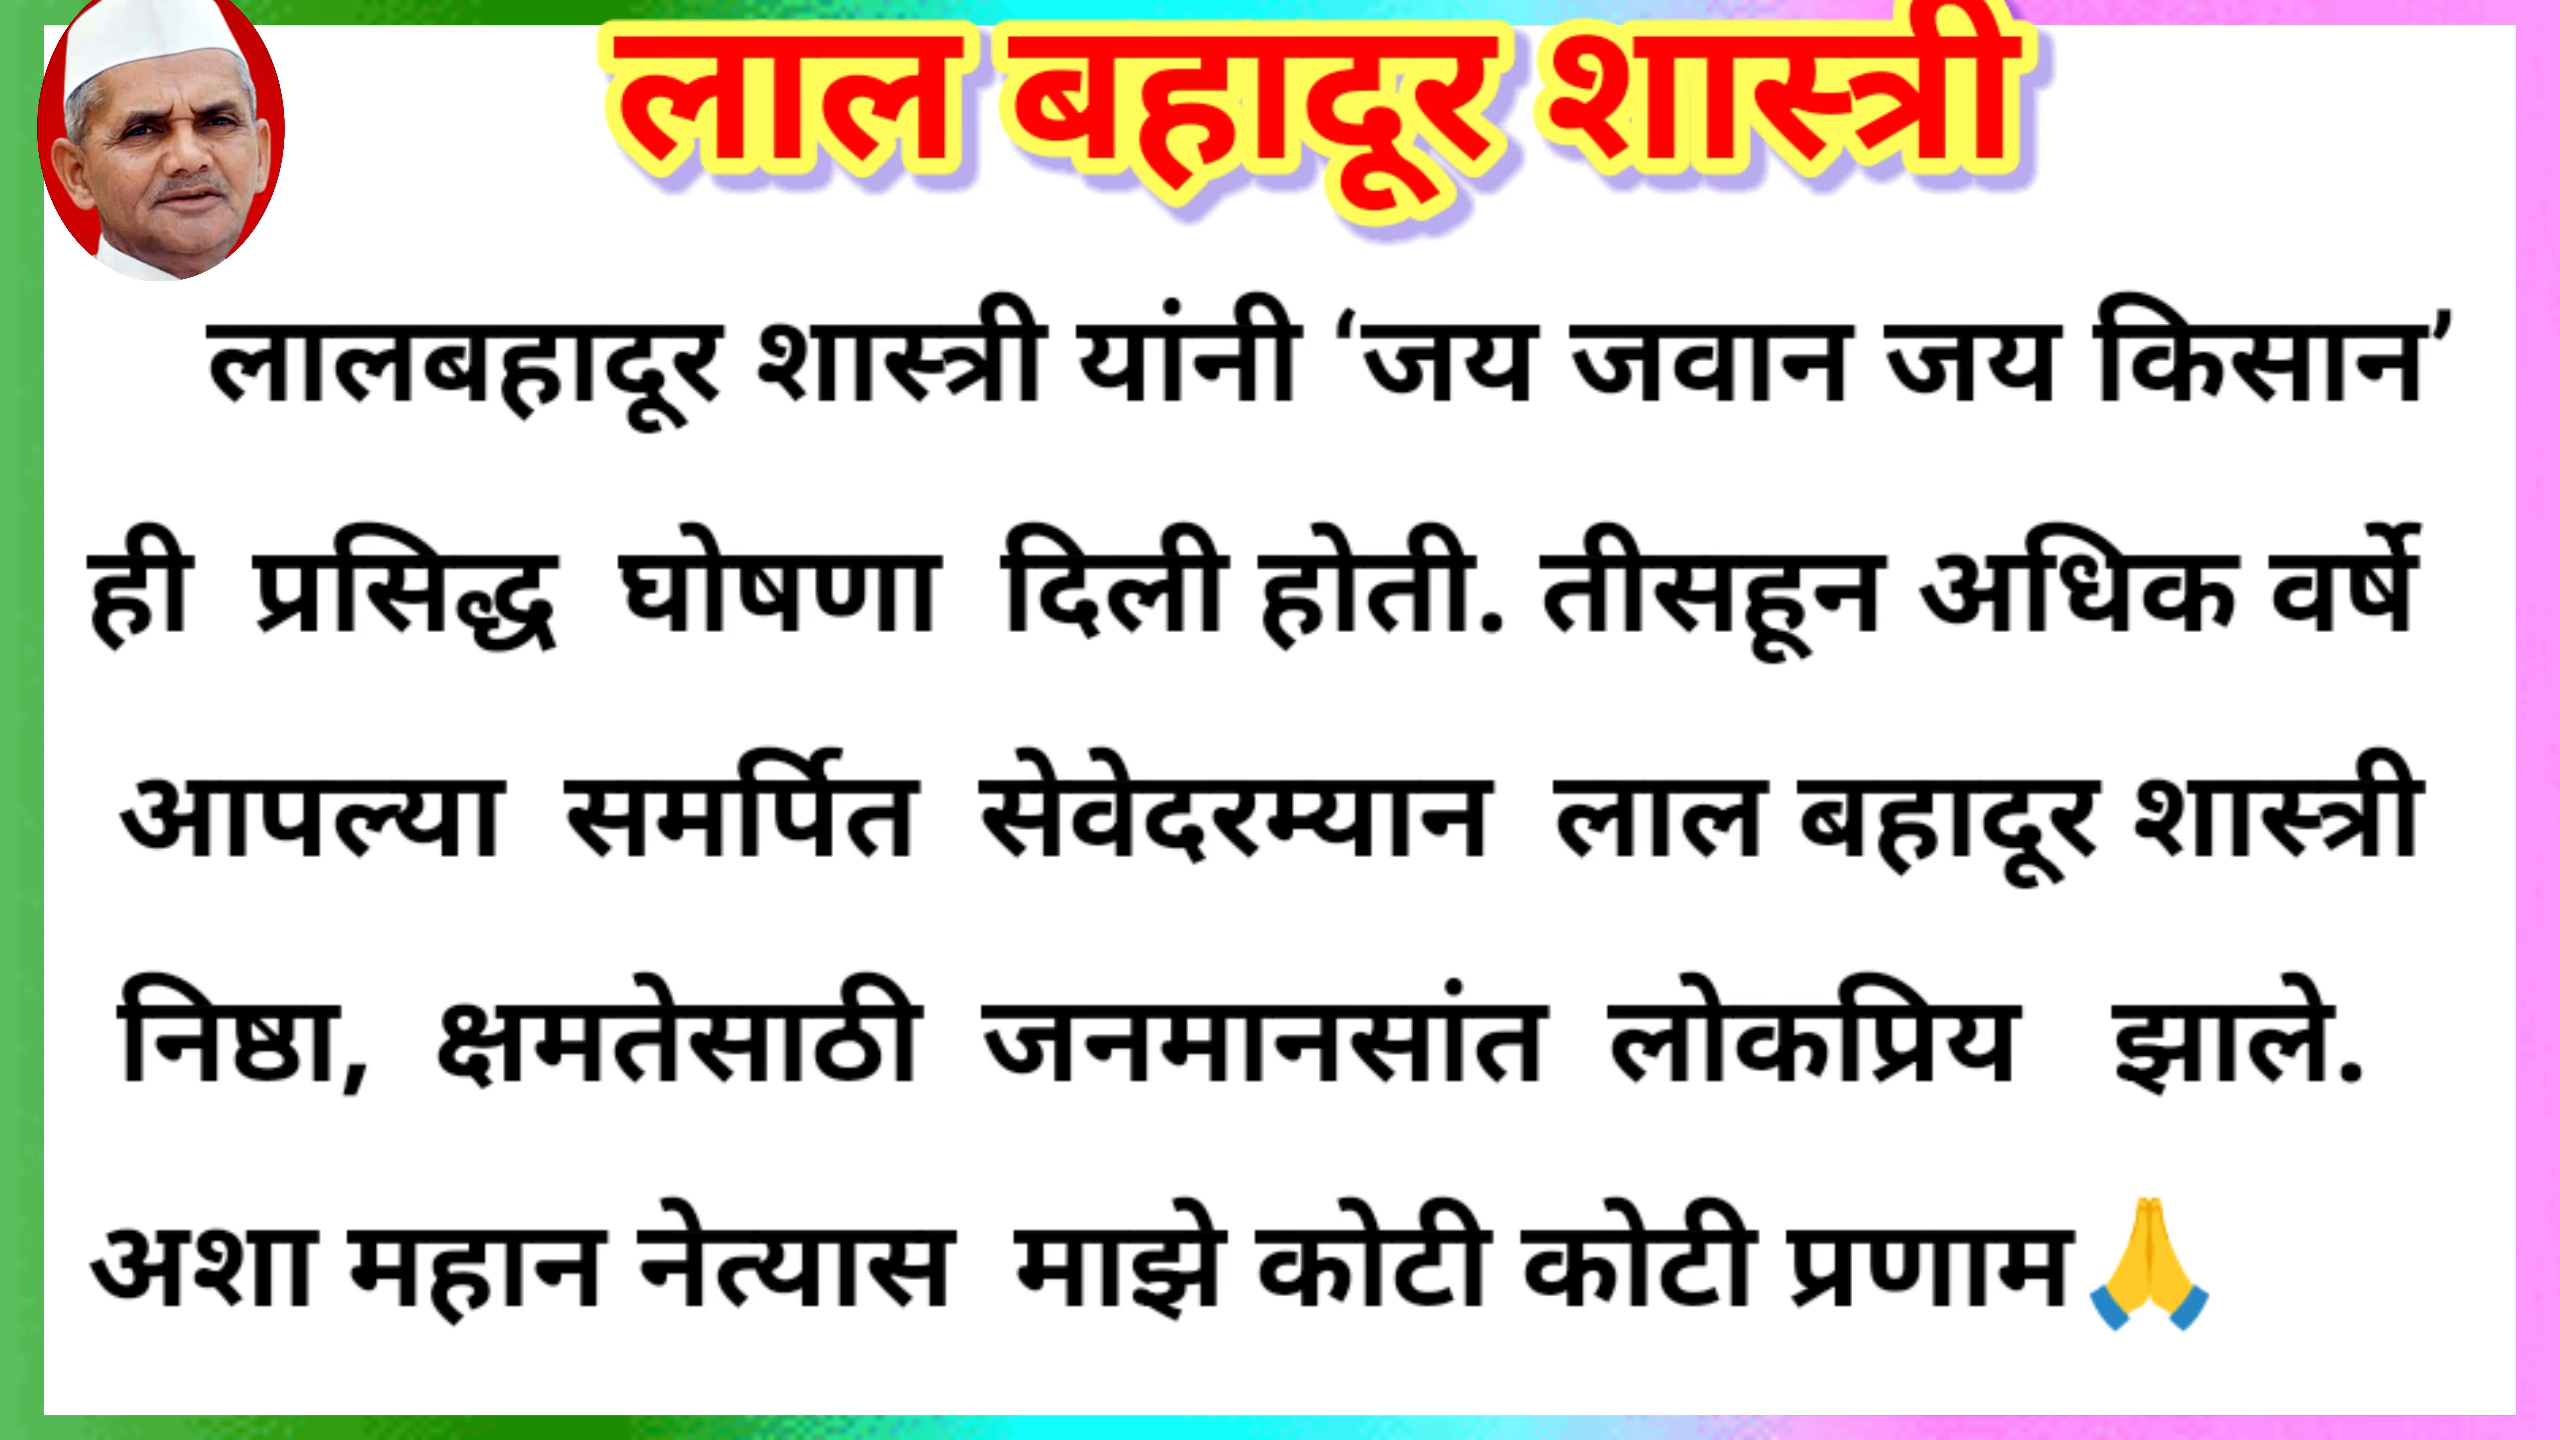 लाल बहादूर शास्त्री
लालबहादूर शास्त्री यांनी ‘जय जवान जय किसान’
ही प्रसिद्ध घोषणा दिली होती. तीसहून अधिक वर्षे
आपल्या समर्पित सेवेदरम्यान लाल बहादूर शास्त्री
निष्ठा, क्षमतेसाठी जनमानसांत लोकप्रिय झाले.
अशा महान नेत्यास माझे कोटी कोटी प्रणाम🙏